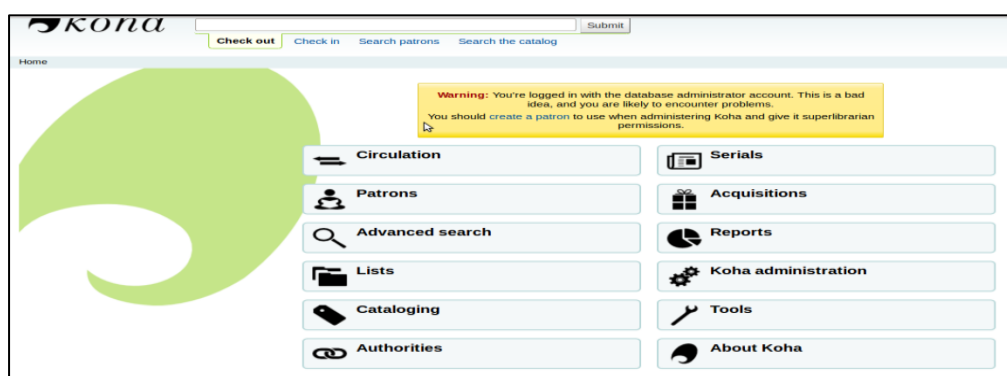 koha
Submit
Check out Check in Search patrons Search the catalog
Home
Warning: You're logged in with the database administrator account. This is a bad
idea, and you are likely to encounter problems.
You should create a patron to use when administering Koha and give it superlibrarian
permissions.
Circulation
Serials
Patrons
Acquisitions
Advanced search
Reports
Lists
Koha administration
Cataloging
Tools
Authorities
About Koha